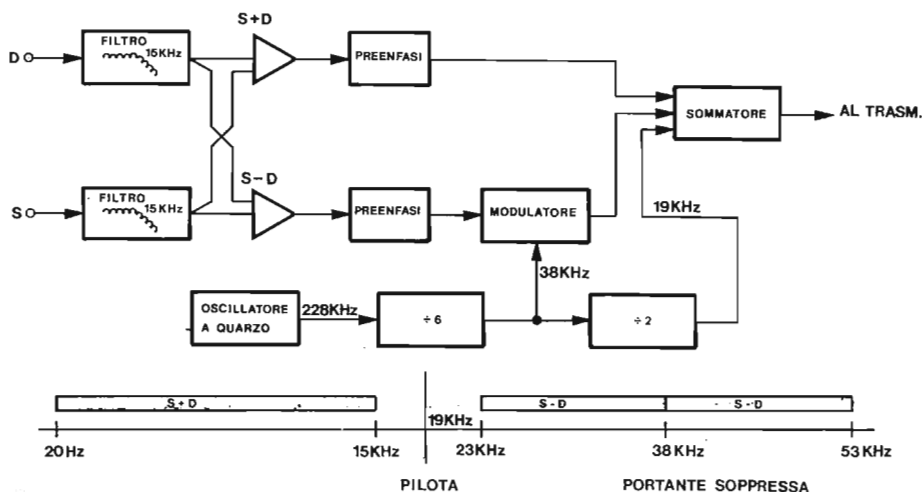 S+D
FILTRO
15KHz
D
PREENFASI
SOMMATORE
AL TRASM.
S−D
FILTRO
15KHz
S
PREENFASI
MODULATORE
19KHz
38KHz
OSCILLATORE
A QUARZO
228KHz
÷6
÷2
S+D
S-D
S-D
19KHz
20Hz
15KHz
23KHz
38KHz
53KHz
PILOTA
PORTANTE SOPPRESSA